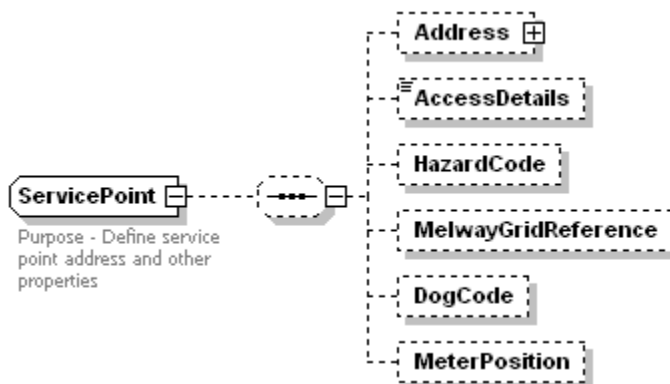 Address
AccessDetails
HazardCode
ServicePoint
Purpose - Define service
point address and other
properties
MelwayGridReference
DogCode
MeterPosition